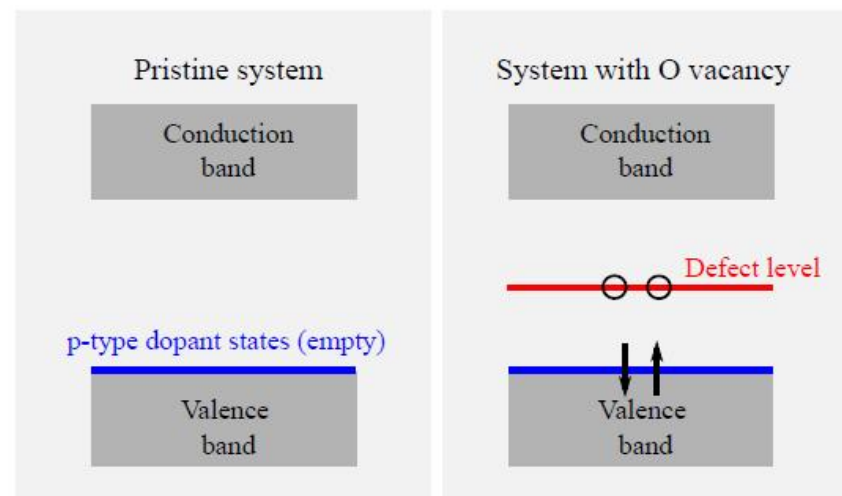 Pristine system
Conduction
band
p-type dopant states (empty)
Valence
band
System with O vacancy
Conduction
band
Defect level
Valence
band